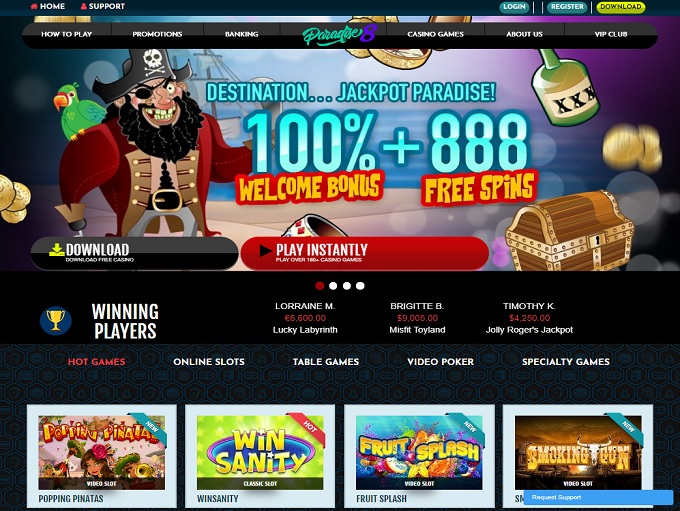 HOME SUPPORT LOGIN REGISTER DOWNLOAD
HOW TO PLAY PROMOTIONS BANKING Paradise 8 CASINO GAMES ABOUT US VIP CLUB
DESTINATION... JACKPOT PARADISE!
100% + 888
WELCOME BONUS FREE SPINS
XXX
DOWNLOAD
DOWNLOAD FREE CASINO
PLAY INSTANTLY
PLAY OVER 180+ CASINO GAMES
WINNING
PLAYERS
LORRAINE M. BRIGITTE B. TIMOTHY K.
€6,600.00 $9,005.00 $4,250.00
Lucky Labyrinth Misfit Toyland Jolly Roger's Jackpot
HOT GAMES ONLINE SLOTS TABLE GAMES VIDEO POKER SPECIALTY GAMES
NEW HOT NEW NEW
POPPING PINATAS WIN SANITY FRUIT SPLASH SMOKING GUN
VIDEO SLOT CLASSIC SLOT VIDEO SLOT VIDEO SLOT
POPPING PINATAS WINSANITY FRUIT SPLASH SM
Request Support